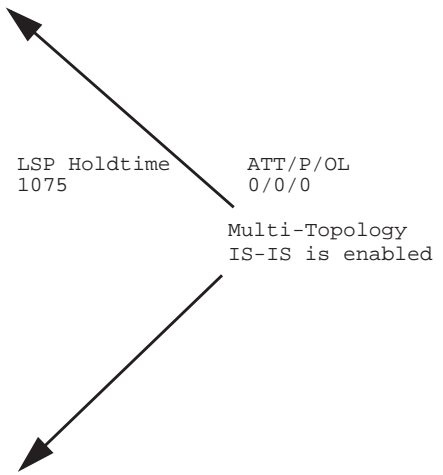 LSP Holdtime ATT/P/OL
1075 0/0/0
Multi-Topology
IS-IS is enabled